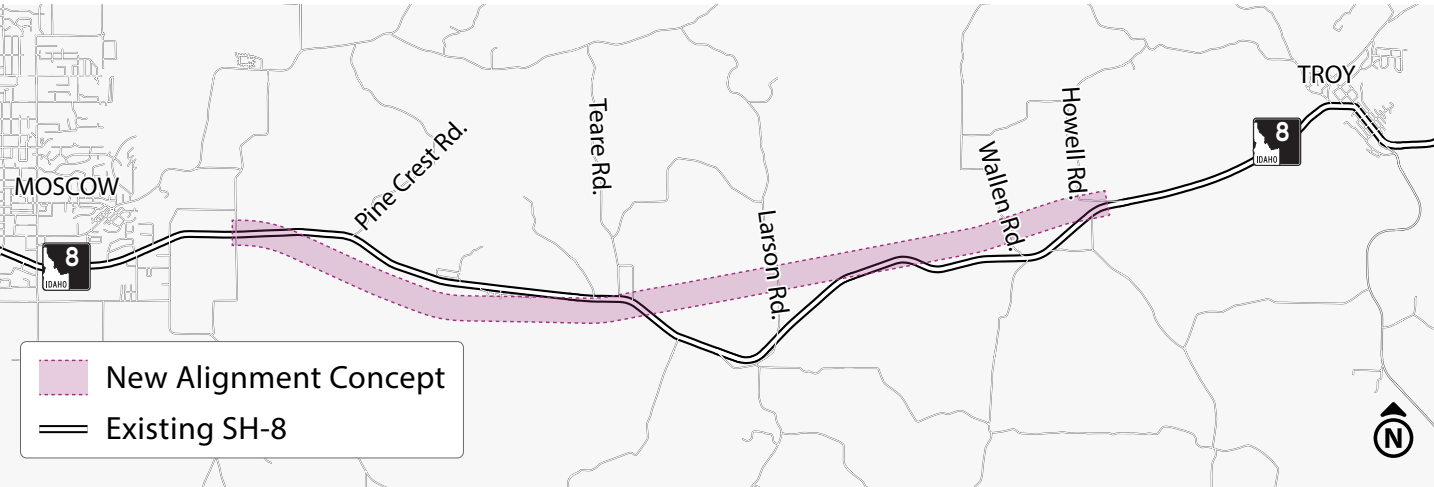 TROY
8
IDAHO
Howell Rd.
Teare Rd.
Pine Crest Rd.
Wallen Rd.
MOSCOW
Larson Rd.
8
IDAHO
New Alignment Concept
Existing SH-8
N